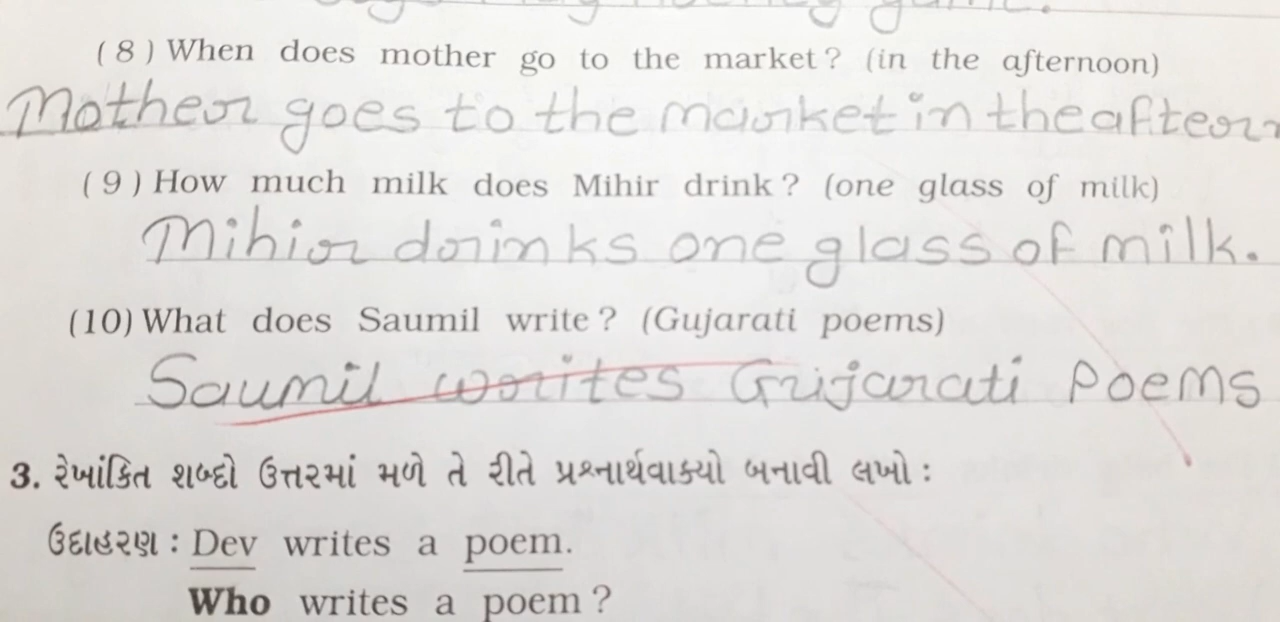 (8) When does mother go to the market? (in the afternoon)
Mother goes to the market in the aftern
(9) How much milk does Mihir drink? (one glass of milk)
Mihir drinks one glass of milk.
(10) What does Saumil write? (Gujarati poems)
Saumil writes Gujarati Poems
3. રેખાંકિત શબ્દો ઉત્તરમાં મળે તે રીતે પ્રશ્નાર્થવાક્યો બનાવી લખો :
ઉદાહરણ : Dev writes a poem.
Who writes a poem?